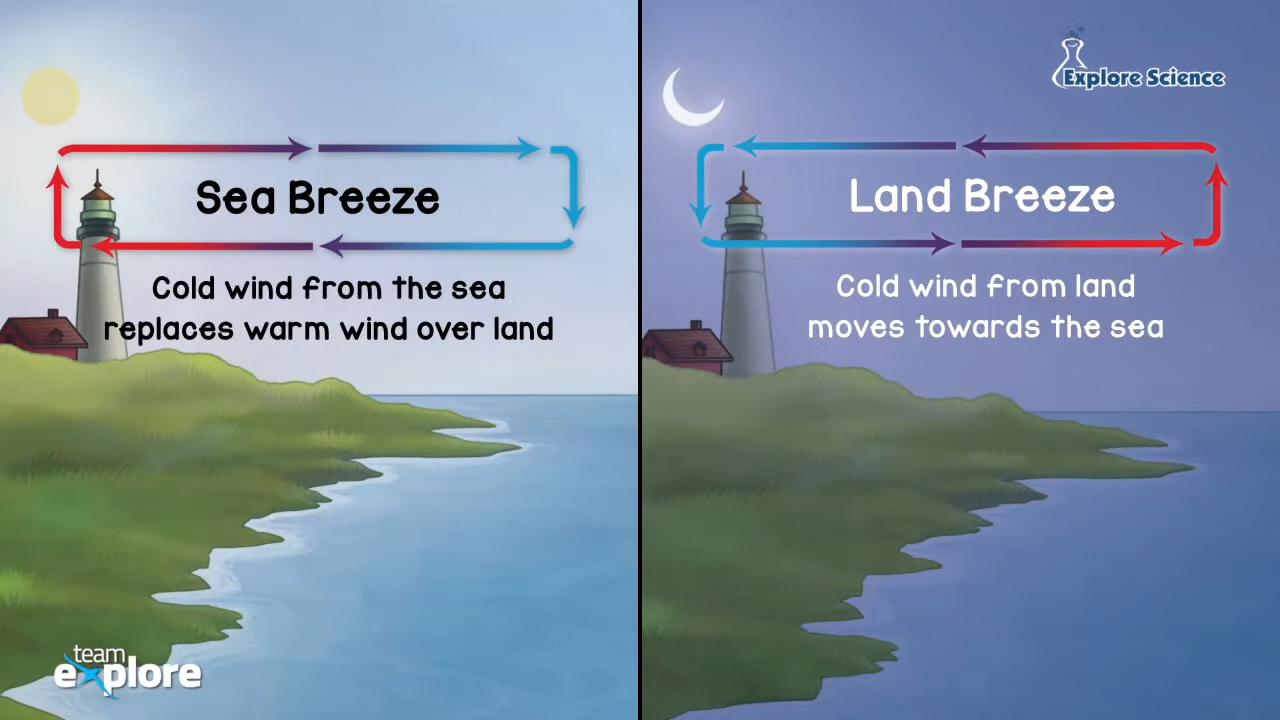 Explore Science
Sea Breeze
Cold wind from the sea
replaces warm wind over land
Land Breeze
Cold wind from land
moves towards the sea
team
explore